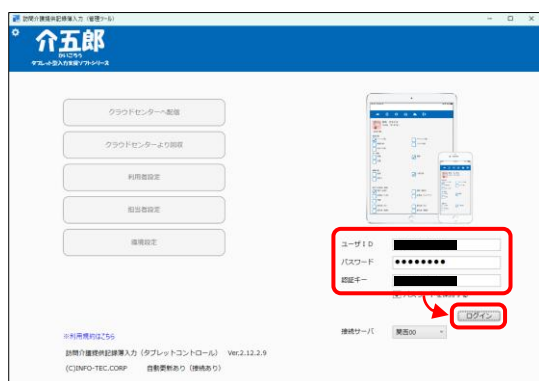 訪問介護提供記録簿入力（管理ツール）
介五郎
かいごろう
タブレット型入力支援ソフトシリーズ
クラウドセンターへ配信
クラウドセンターより回収
利用者設定
担当者設定
環境設定
ユーザID
パスワード
認証キー
ログイン
接続サーバ 関西00
※利用規約はこちら
訪問介護提供記録簿入力（タブレットコントロール） Ver.2.12.2.9
(C)INFO-TEC.CORP 自動更新あり（接続あり）